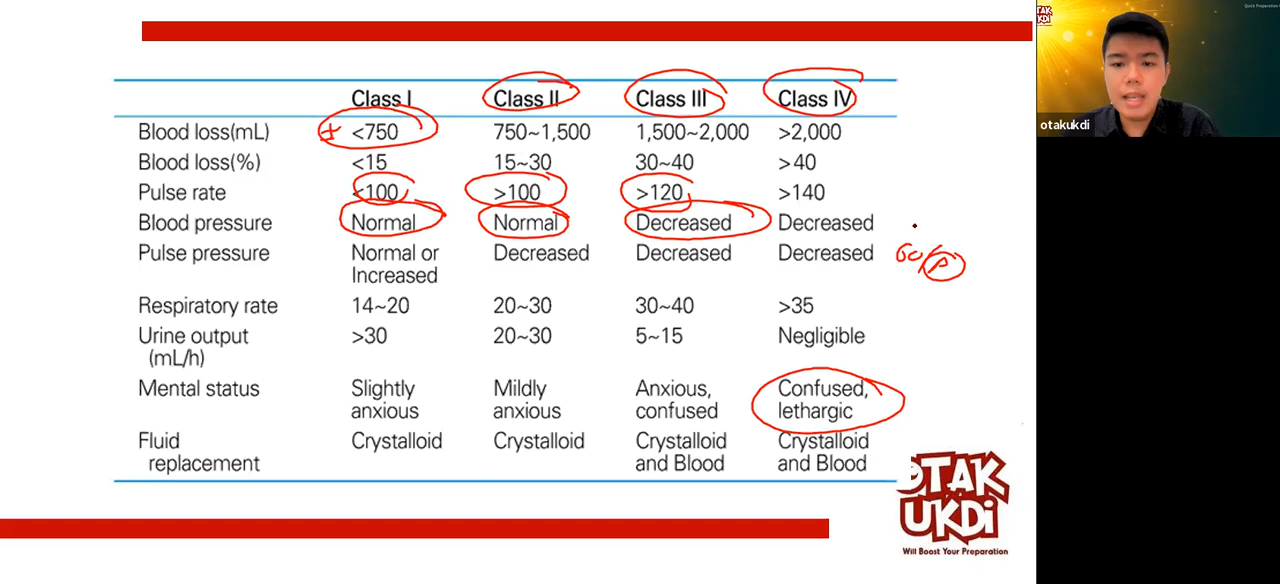 Class I Class II Class III Class IV
Blood loss(mL) <750 750~1,500 1,500~2,000 >2,000
Blood loss(%) <15 15~30 30~40 >40
Pulse rate <100 >100 >120 >140
Blood pressure Normal Normal Decreased Decreased
Pulse pressure Normal or Increased Decreased Decreased Decreased
60/P
Respiratory rate 14~20 20~30 30~40 >35
Urine output (mL/h) >30 20~30 5~15 Negligible
Mental status Slightly anxious Mildly anxious Anxious, confused Confused, lethargic
Fluid replacement Crystalloid Crystalloid Crystalloid and Blood Crystalloid and Blood
OTAK
UKDi
Will Boost Your Preparation
TAK
UKDi
otakukdi